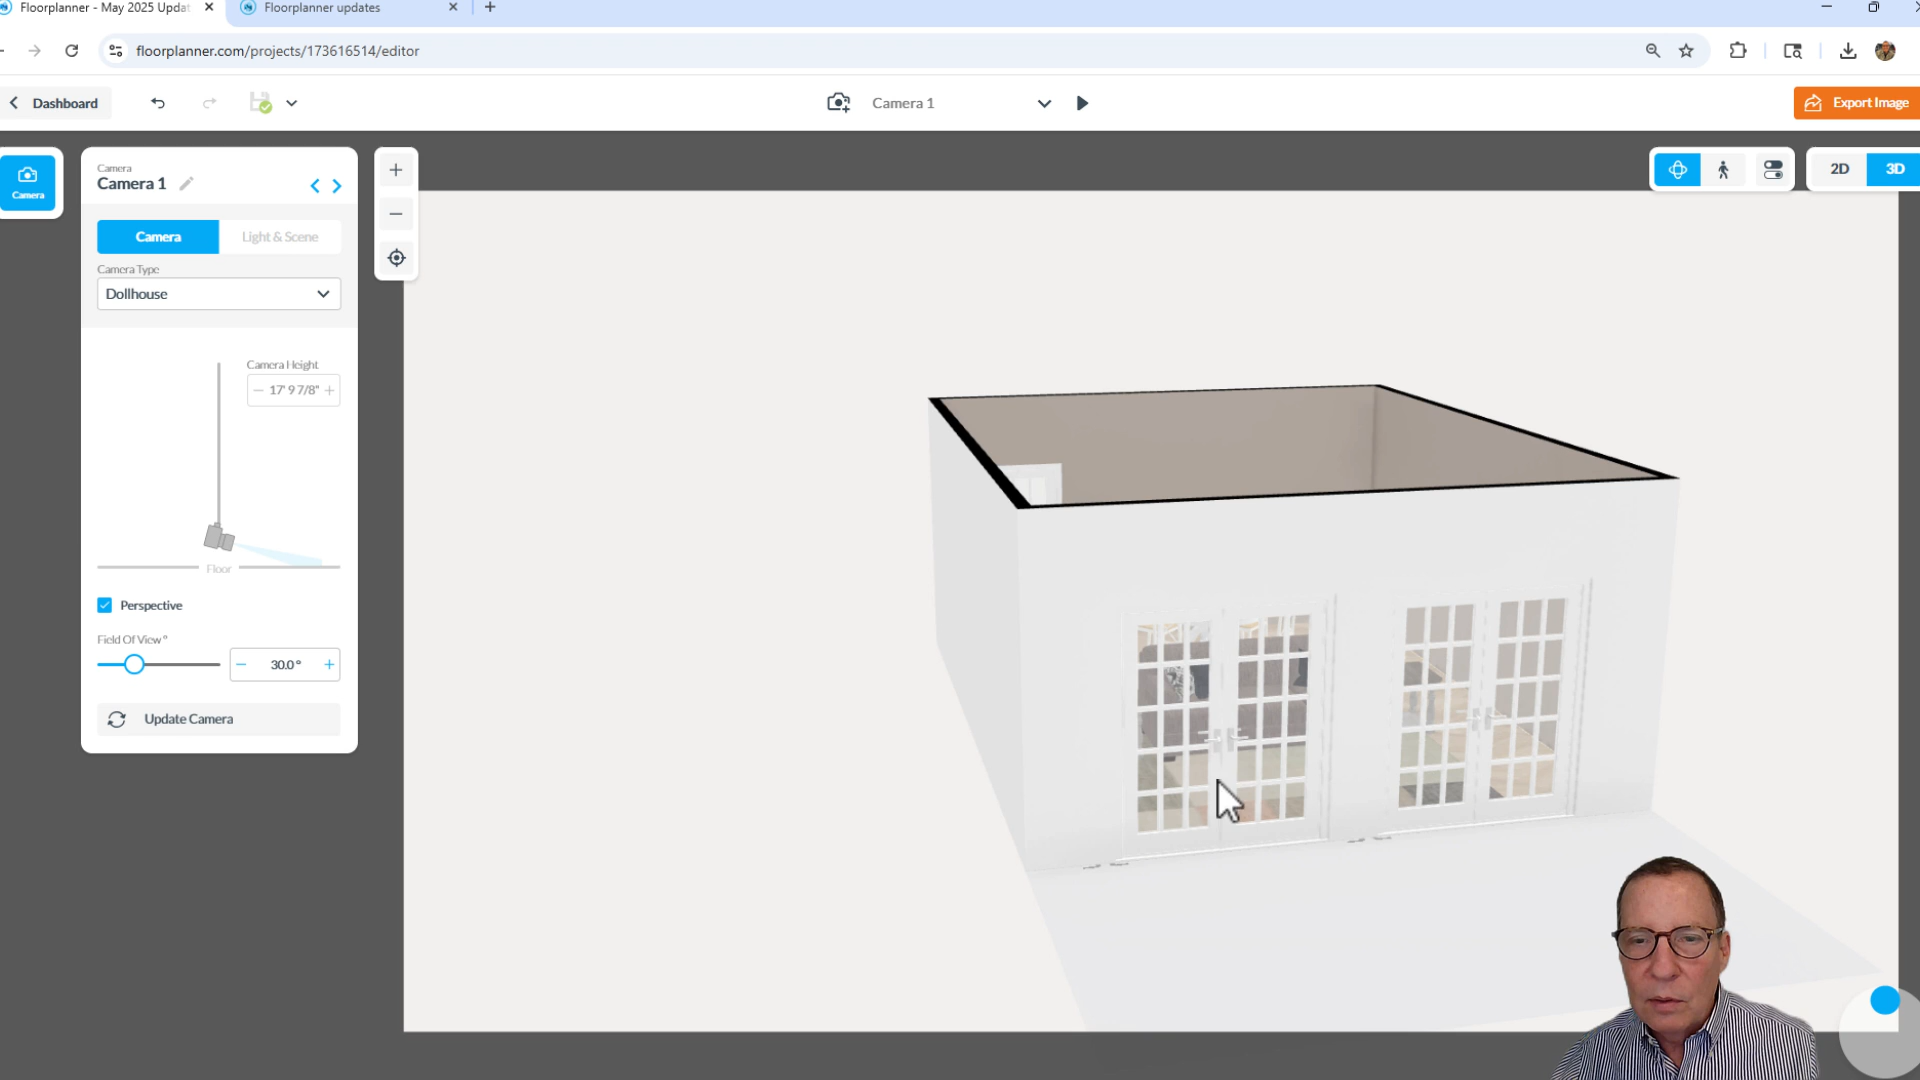 Floorplanner - May 2025 Updat
Floorplanner updates
floorplanner.com/projects/173616514/editor
Dashboard
Camera 1
Export Image
Camera
Camera
Camera 1
2D
3D
Camera
Light & Scene
Camera Type
Dollhouse
Camera Height
17' 9 7/8"
Floor
Perspective
Field Of View °
30.0 °
Update Camera